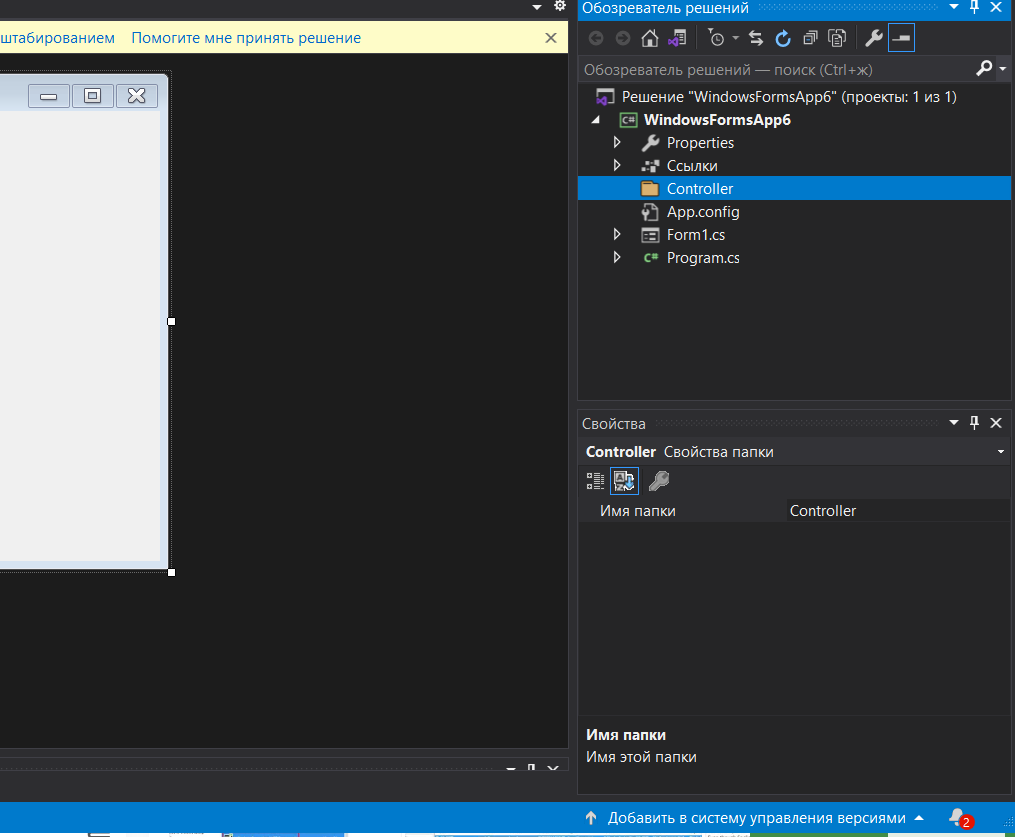 Обозреватель решений
штабированием Помогите мне принять решение
Обозреватель решений — поиск (Ctrl+ж)
Решение "WindowsFormsApp6" (проекты: 1 из 1)
C# WindowsFormsApp6
Properties
Ссылки
Controller
App.config
Form1.cs
C# Program.cs
Свойства
Controller Свойства папки
Имя папки Controller
Имя папки
Имя этой папки
Добавить в систему управления версиями 2